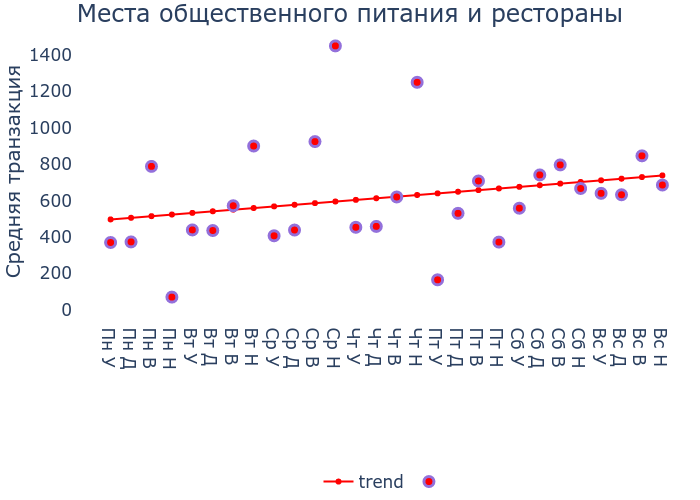 Места общественного питания и рестораны
Средняя транзакция
1400
1200
1000
800
600
400
200
0
Пн У
Пн Д
Пн В
Пн Н
Вт У
Вт Д
Вт В
Вт Н
Ср У
Ср Д
Ср В
Ср Н
Чт У
Чт Д
Чт В
Чт Н
Пт У
Пт Д
Пт В
Пт Н
Сб У
Сб Д
Сб В
Сб Н
Вс У
Вс Д
Вс В
Вс Н
trend